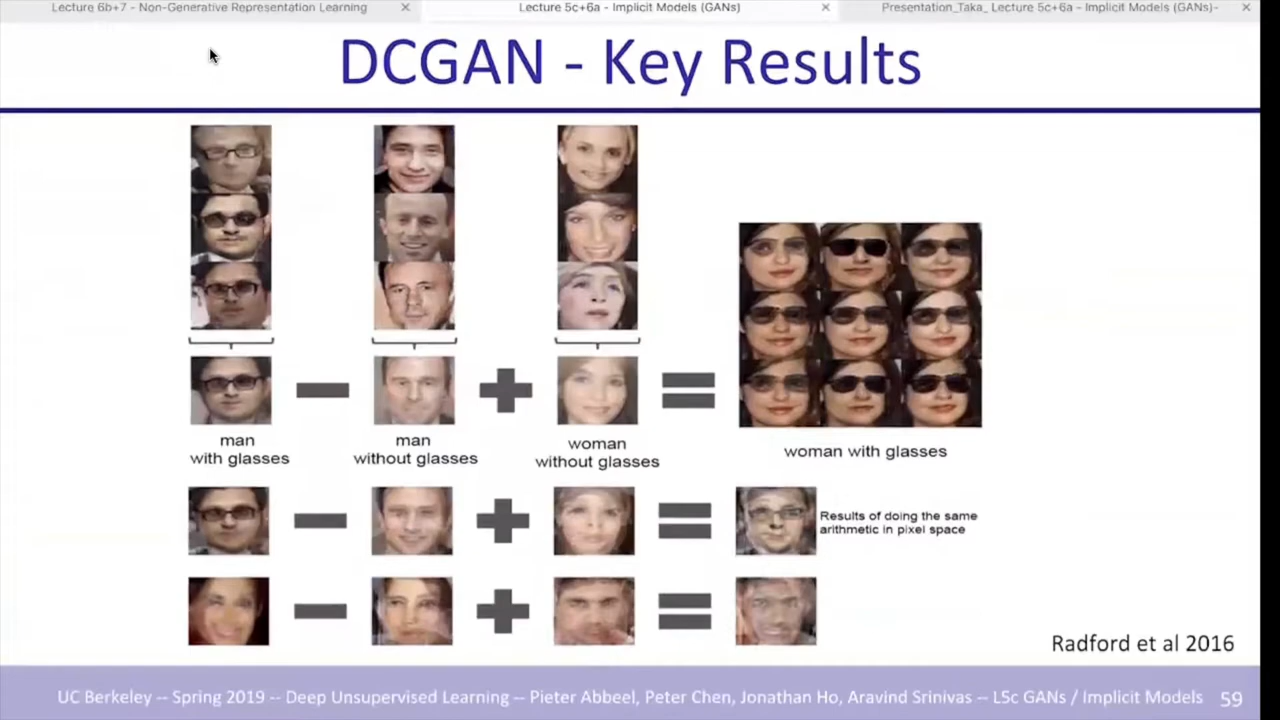 Lecture 6b+7 - Non-Generative Representation Learning
Lecture 5c+6a - Implicit Models (GANs)
Presentation_Taka_ Lecture 5c+6a - Implicit Models (GANs)-
DCGAN - Key Results
man
with glasses
man
without glasses
woman
without glasses
woman with glasses
Results of doing the same
arithmetic in pixel space
Radford et al 2016
UC Berkeley -- Spring 2019 -- Deep Unsupervised Learning -- Pieter Abbeel, Peter Chen, Jonathan Ho, Aravind Srinivas -- L5c GANs / Implicit Models 59